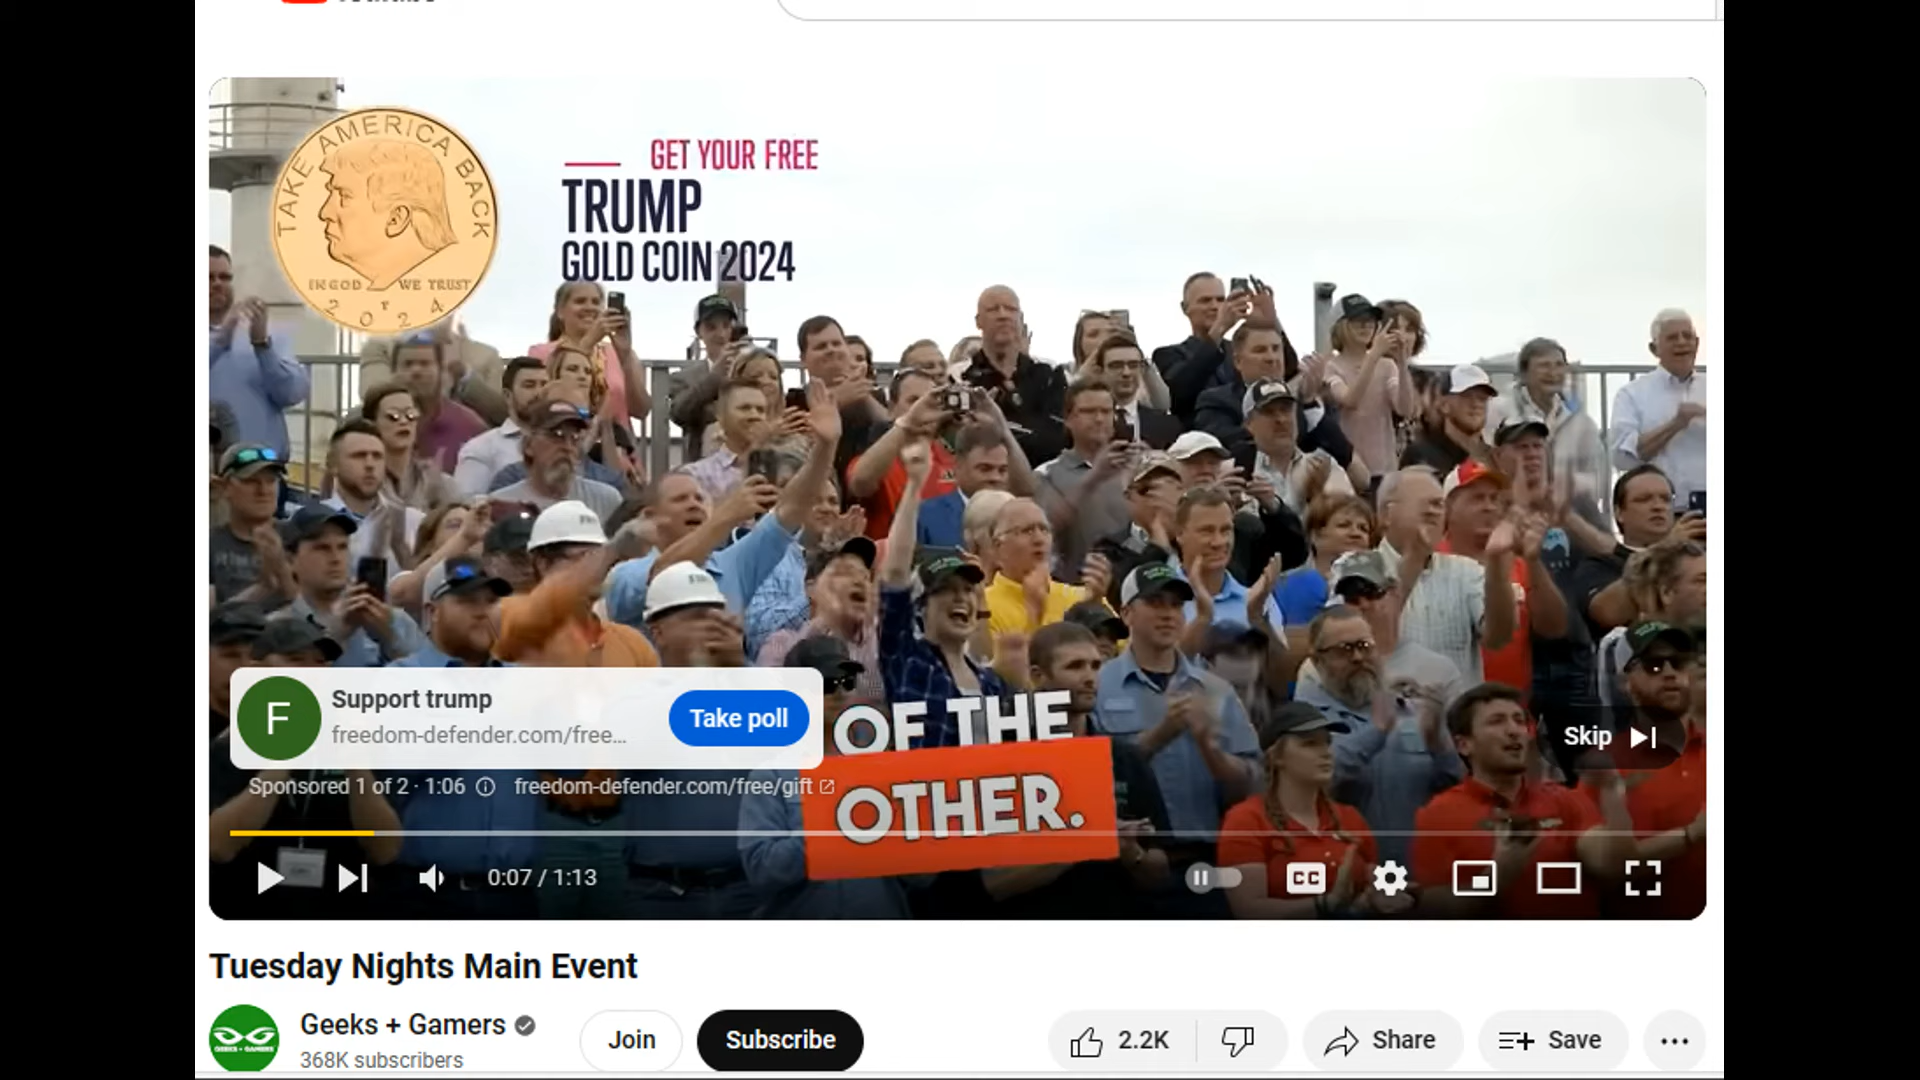 TAKE AMERICA BACK
IN GOD WE TRUST
2024
GET YOUR FREE
TRUMP
GOLD COIN 2024
Support trump
freedom-defender.com/free...
Take poll
OF THE
OTHER.
Skip
Sponsored 1 of 2 · 1:06
freedom-defender.com/free/gift
0:07 / 1:13
CC
Tuesday Nights Main Event
GEEKS + GAMERS
Geeks + Gamers
368K subscribers
Join
Subscribe
2.2K
Share
Save
F